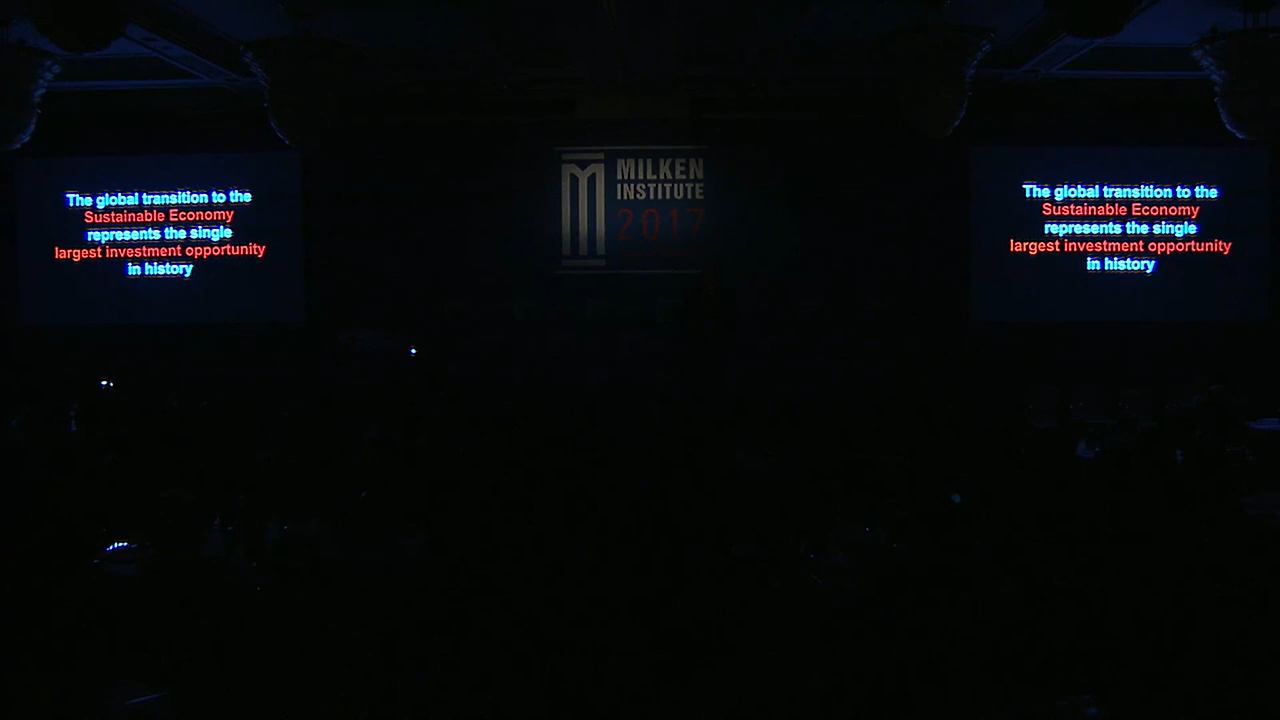 The global transition to the
Sustainable Economy
represents the single
largest investment opportunity
in history
MILKEN
INSTITUTE
2017
The global transition to the
Sustainable Economy
represents the single
largest investment opportunity
in history